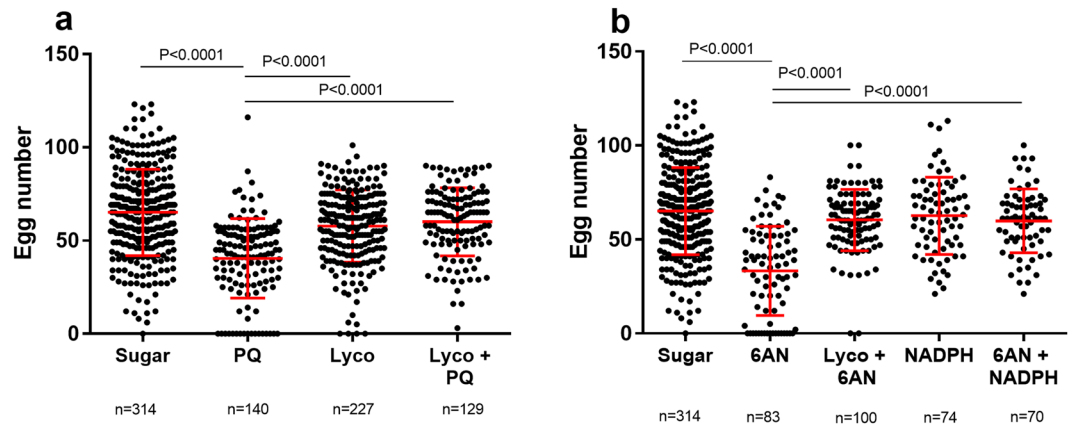 a
Egg number
150
100
50
0
P<0.0001
P<0.0001
P<0.0001
Sugar
PQ
Lyco
Lyco +
PQ
n=314
n=140
n=227
n=129
b
Egg number
150
100
50
0
P<0.0001
P<0.0001
P<0.0001
Sugar
6AN
Lyco +
6AN
NADPH
6AN +
NADPH
n=314
n=83
n=100
n=74
n=70